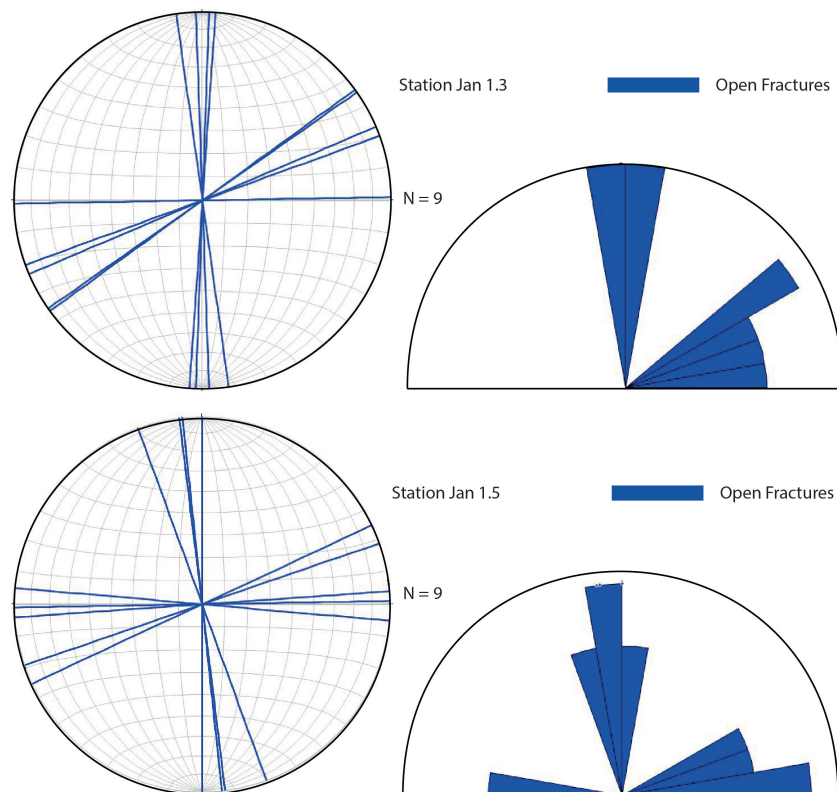 Station Jan 1.3
Open Fractures
N = 9
Station Jan 1.5
Open Fractures
N = 9